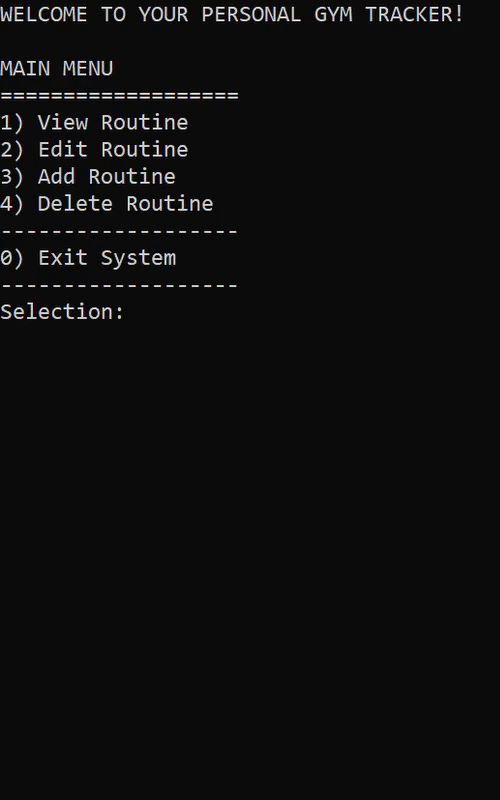 WELCOME TO YOUR PERSONAL GYM TRACKER!
MAIN MENU
===================
1) View Routine
2) Edit Routine
3) Add Routine
4) Delete Routine
-------------------
0) Exit System
-------------------
Selection: